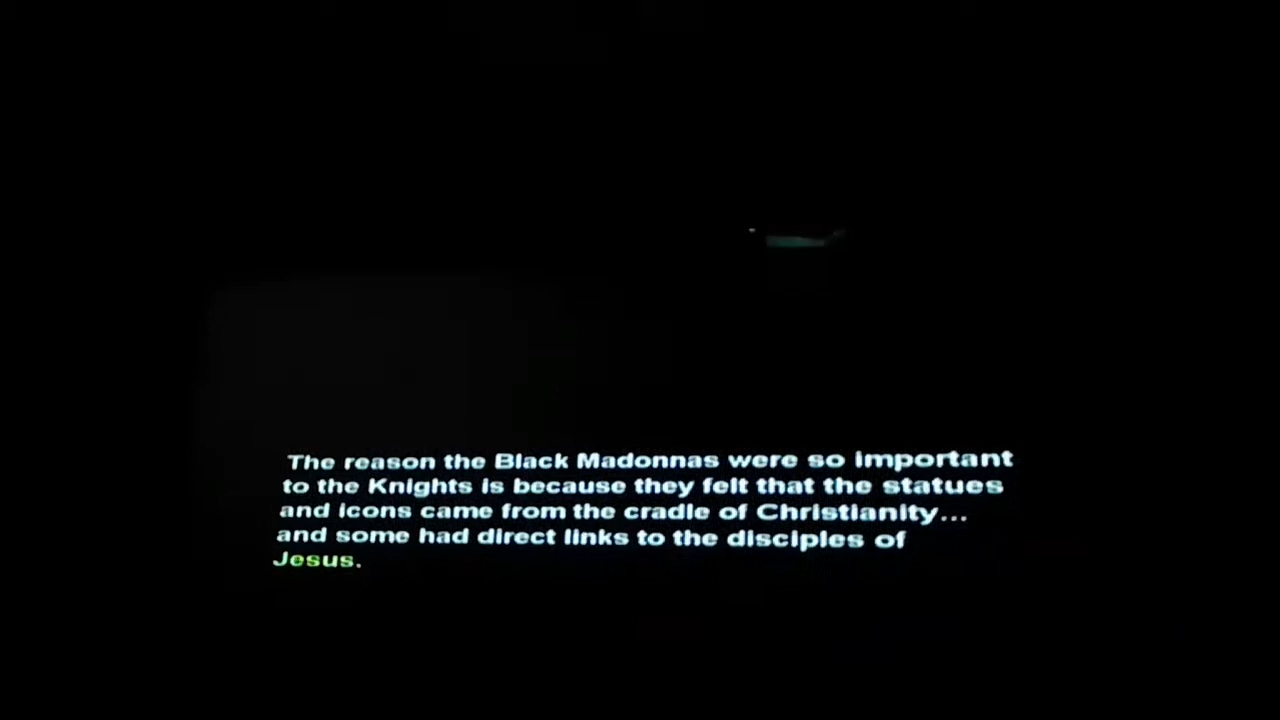 The reason the Black Madonnas were so important
to the Knights is because they felt that the statues
and icons came from the cradle of Christianity...
and some had direct links to the disciples of
Jesus.